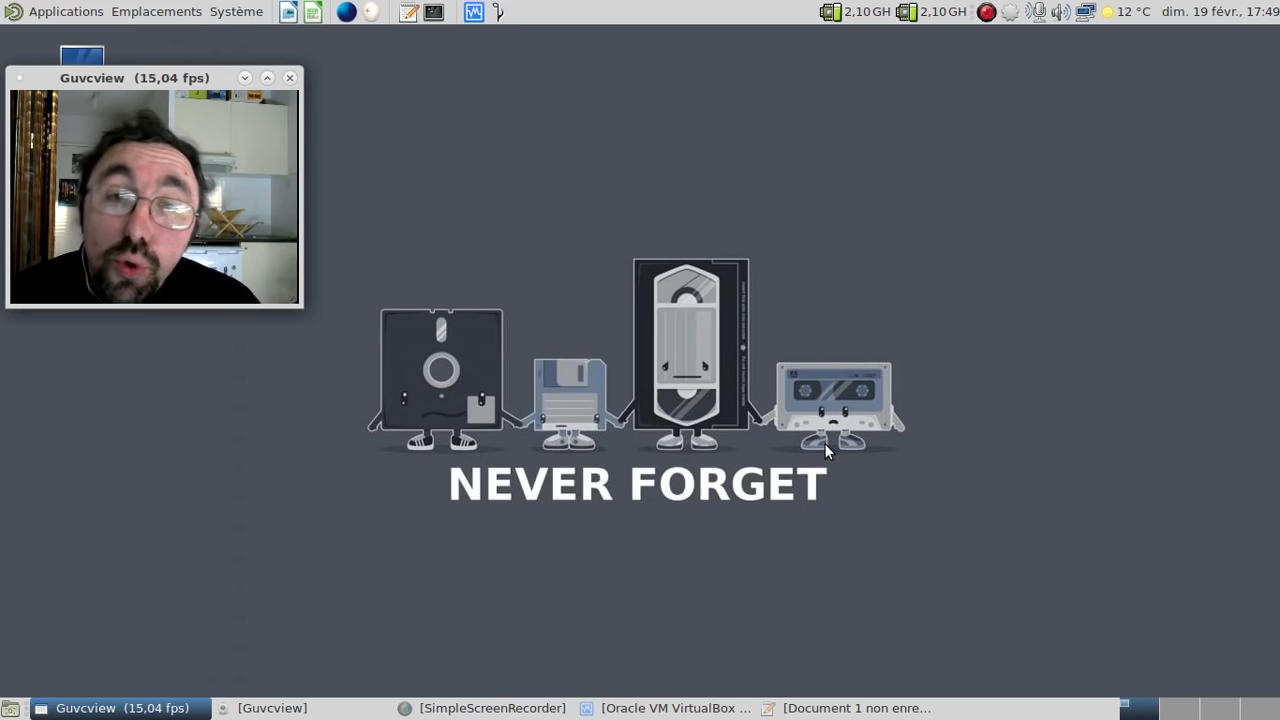 Applications Emplacements Système 2,10 GH 2,10 GH 12 °C dim. 19 févr., 17:49
Guvcview (15,04 fps)
NEVER FORGET
Guvcview (15,04 fps) [Guvcview] [SimpleScreenRecorder] [Oracle VM VirtualBox ... [Document 1 non enre...